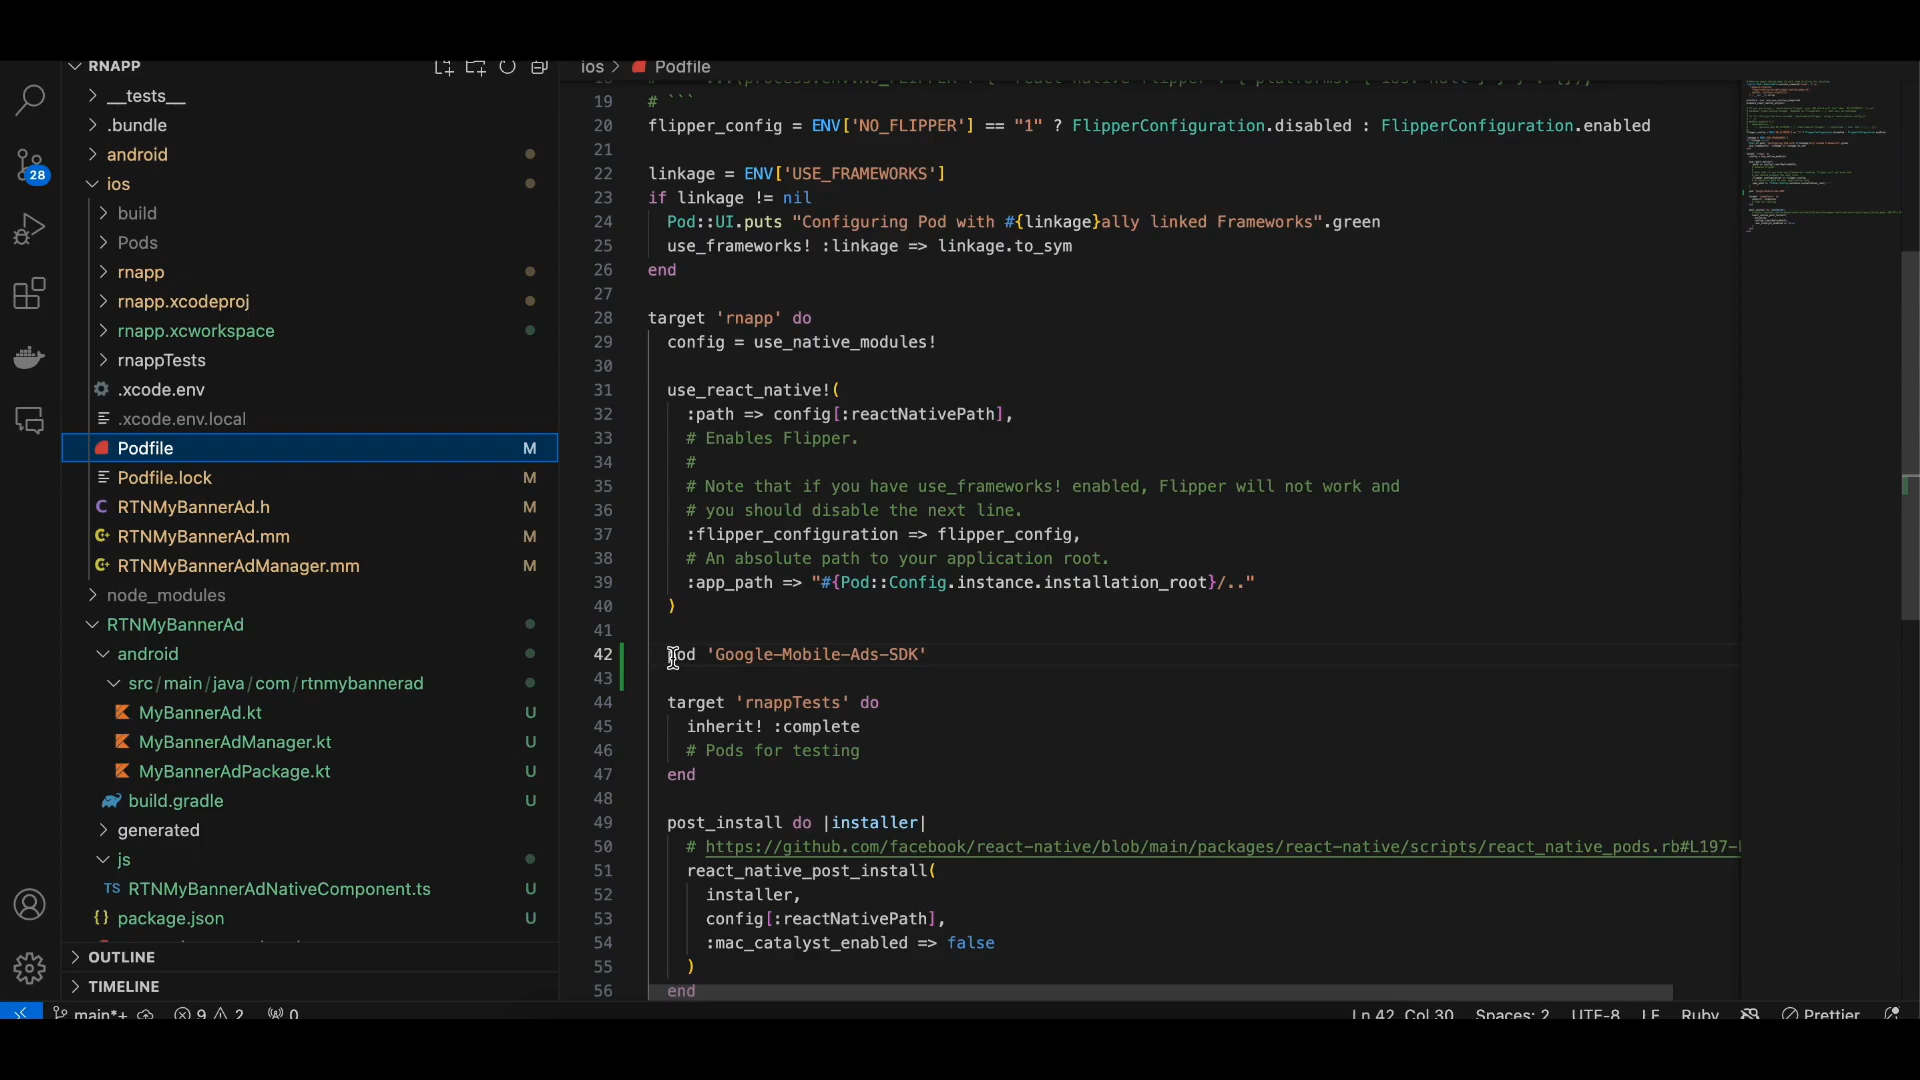 RNAPP
__tests__
.bundle
android
ios
build
Pods
rnapp
rnapp.xcodeproj
rnapp.xcworkspace
rnappTests
.xcode.env
.xcode.env.local
Podfile M
Podfile.lock M
RTNMyBannerAd.h M
RTNMyBannerAd.mm M
RTNMyBannerAdManager.mm M
node_modules
RTNMyBannerAd
android
src/main/java/com/rtnmybannerad
MyBannerAd.kt U
MyBannerAdManager.kt U
MyBannerAdPackage.kt U
build.gradle U
generated
js
TS RTNMyBannerAdNativeComponent.ts U
{} package.json U
OUTLINE
TIMELINE
28
ios > Podfile
19 # ```
20 flipper_config = ENV['NO_FLIPPER'] == "1" ? FlipperConfiguration.disabled : FlipperConfiguration.enabled
21
22 linkage = ENV['USE_FRAMEWORKS']
23 if linkage != nil
24 Pod::UI.puts "Configuring Pod with #{linkage}ally linked Frameworks".green
25 use_frameworks! :linkage => linkage.to_sym
26 end
27
28 target 'rnapp' do
29 config = use_native_modules!
30
31 use_react_native!(
32 :path => config[:reactNativePath],
33 # Enables Flipper.
34 #
35 # Note that if you have use_frameworks! enabled, Flipper will not work and
36 # you should disable the next line.
37 :flipper_configuration => flipper_config,
38 # An absolute path to your application root.
39 :app_path => "#{Pod::Config.instance.installation_root}/.."
40 )
41
42 pod 'Google-Mobile-Ads-SDK'
43
44 target 'rnappTests' do
45 inherit! :complete
46 # Pods for testing
47 end
48
49 post_install do |installer|
50 # https://github.com/facebook/react-native/blob/main/packages/react-native/scripts/react_native_pods.rb#L197-
51 react_native_post_install(
52 installer,
53 config[:reactNativePath],
54 :mac_catalyst_enabled => false
55 )
56 end
main*+ 9 2 0 Ln 42, Col 30 Spaces: 2 UTF-8 LF Ruby Prettier